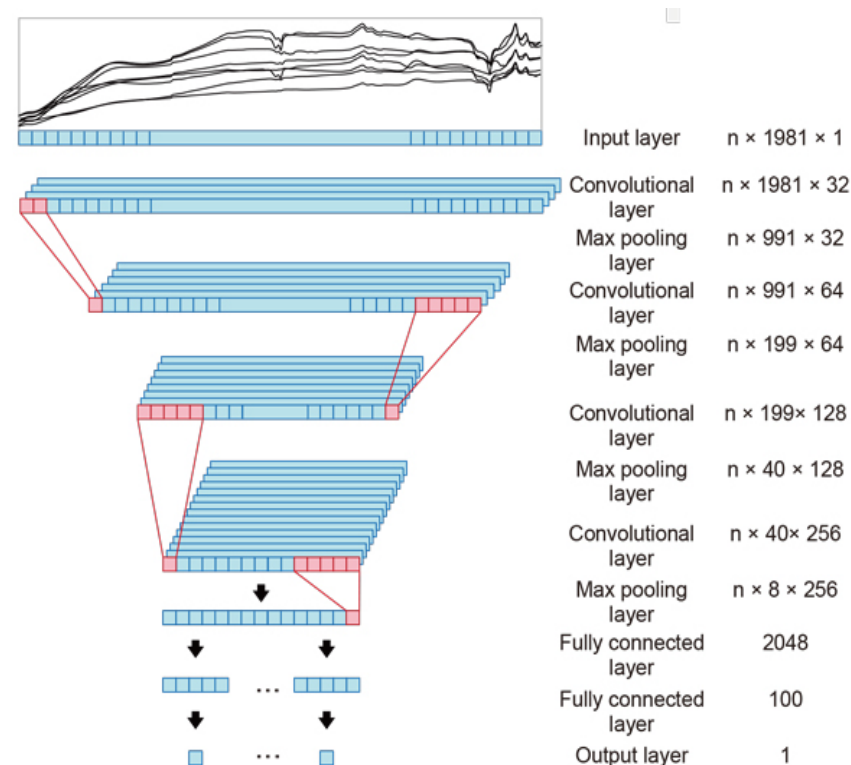 Input layer n × 1981 × 1
Convolutional n × 1981 × 32
layer
Max pooling n × 991 × 32
layer
Convolutional n × 991 × 64
layer
Max pooling n × 199 × 64
layer
Convolutional n × 199× 128
layer
Max pooling n × 40 × 128
layer
Convolutional n × 40× 256
layer
Max pooling n × 8 × 256
layer
Fully connected 2048
layer
...
Fully connected 100
layer
... Output layer 1